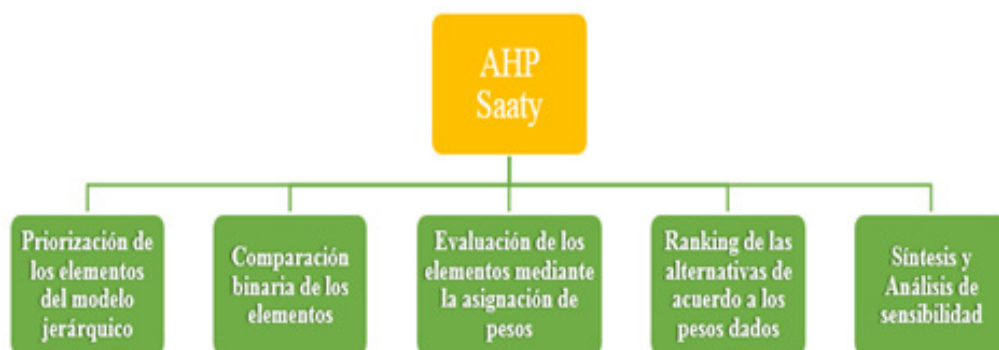 AHP
Saaty
Priorización de
los elementos
del modelo
jerárquico
Comparación
binaria de los
elementos
Evaluación de los
elementos mediante
la asignación de
pesos
Ranking de las
alternativas de
acuerdo a los
pesos dados
Síntesis y
Análisis de
sensibilidad